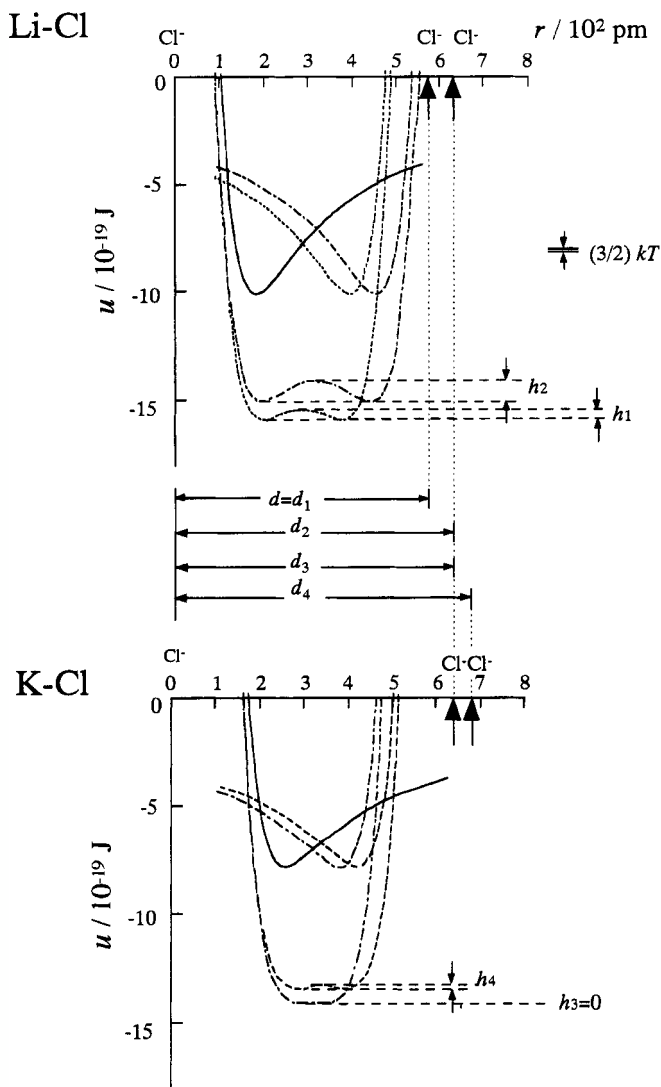 Li-Cl
Cl⁻ Cl⁻ Cl⁻ r / 10² pm
0 1 2 3 4 5 6 7 8
0
-5
-10
-15
u / 10⁻¹⁹ J
(3/2) kT
h₂
h₁
d=d₁
d₂
d₃
d₄
K-Cl
Cl⁻ Cl⁻ Cl⁻
0 1 2 3 4 5 6 7 8
0
-5
-10
-15
u / 10⁻¹⁹ J
h₄
h₃=0